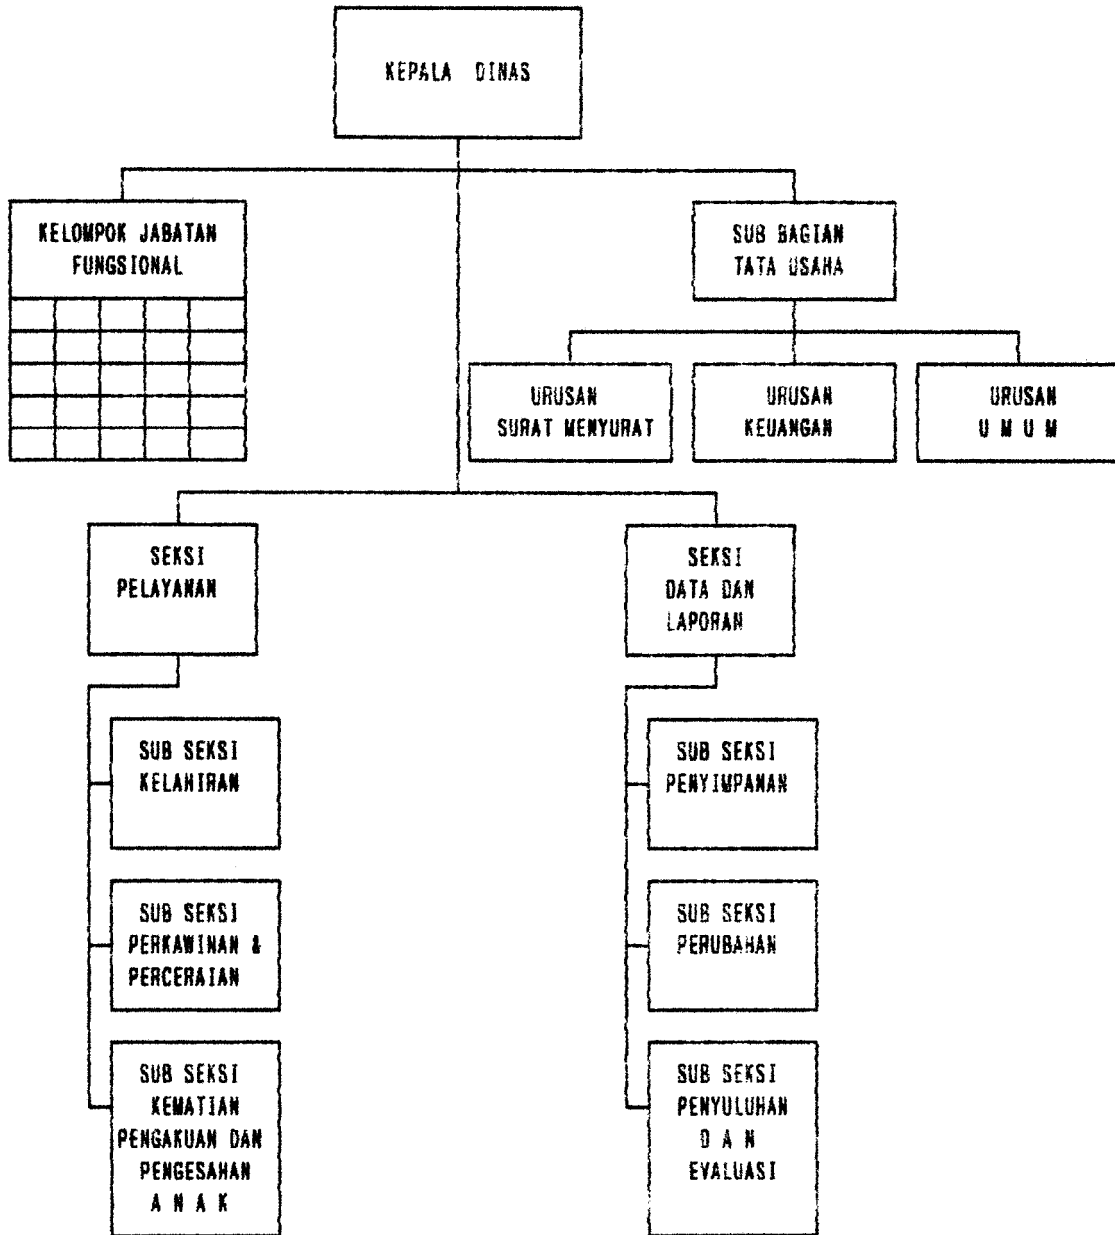 KEPALA DINAS
KELOMPOK JABATAN
FUNGSIONAL
SUB BAGIAN
TATA USAHA
URUSAN
SURAT MENYURAT
URUSAN
KEUANGAN
URUSAN
U M U M
SEKSI
PELAYANAN
SEKSI
DATA DAN
LAPORAN
SUB SEKSI
KELAHIRAN
SUB SEKSI
PERKAWINAN &
PERCERAIAN
SUB SEKSI
KEMATIAN
PENGAKUAN DAN
PENGESAHAN
A N A K
SUB SEKSI
PENYIMPANAN
SUB SEKSI
PERUBAHAN
SUB SEKSI
PENYULUHAN
D A N
EVALUASI